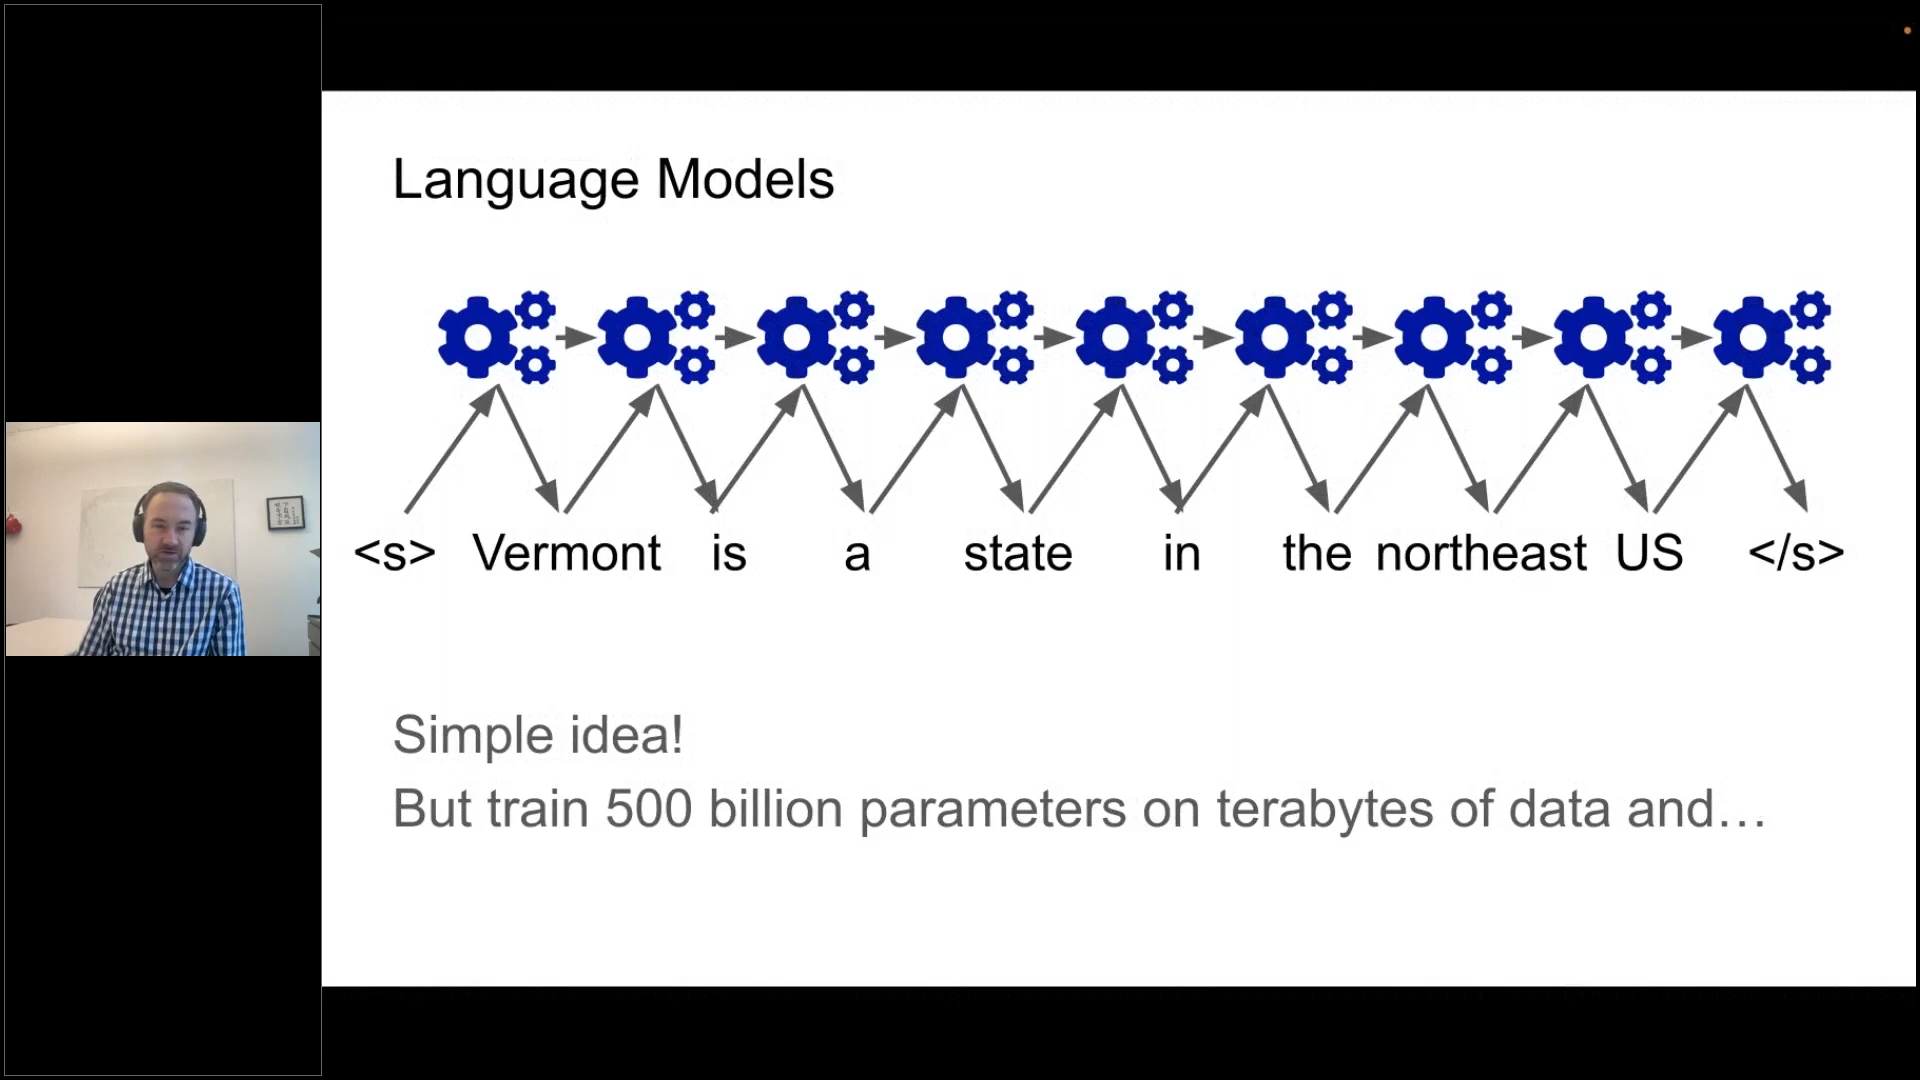 Language Models
<s> Vermont is a state in the northeast US </s>
Simple idea!
But train 500 billion parameters on terabytes of data and…